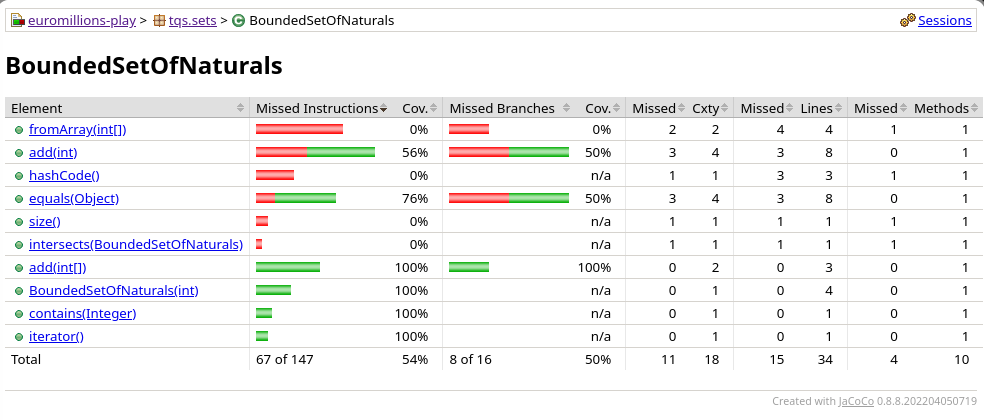 euromillions-play > tqs.sets > BoundedSetOfNaturals Sessions
BoundedSetOfNaturals
Element Missed Instructions Cov. Missed Branches Cov. Missed Cxty Missed Lines Missed Methods
fromArray(int[]) 0% 0% 2 2 4 4 1 1
add(int) 56% 50% 3 4 3 8 0 1
hashCode() 0% n/a 1 1 3 3 1 1
equals(Object) 76% 50% 3 4 3 8 0 1
size() 0% n/a 1 1 1 1 1 1
intersects(BoundedSetOfNaturals) 0% n/a 1 1 1 1 1 1
add(int[]) 100% 100% 0 2 0 3 0 1
BoundedSetOfNaturals(int) 100% n/a 0 1 0 4 0 1
contains(Integer) 100% n/a 0 1 0 1 0 1
iterator() 100% n/a 0 1 0 1 0 1
Total 67 of 147 54% 8 of 16 50% 11 18 15 34 4 10
Created with JaCoCo 0.8.8.202204050719